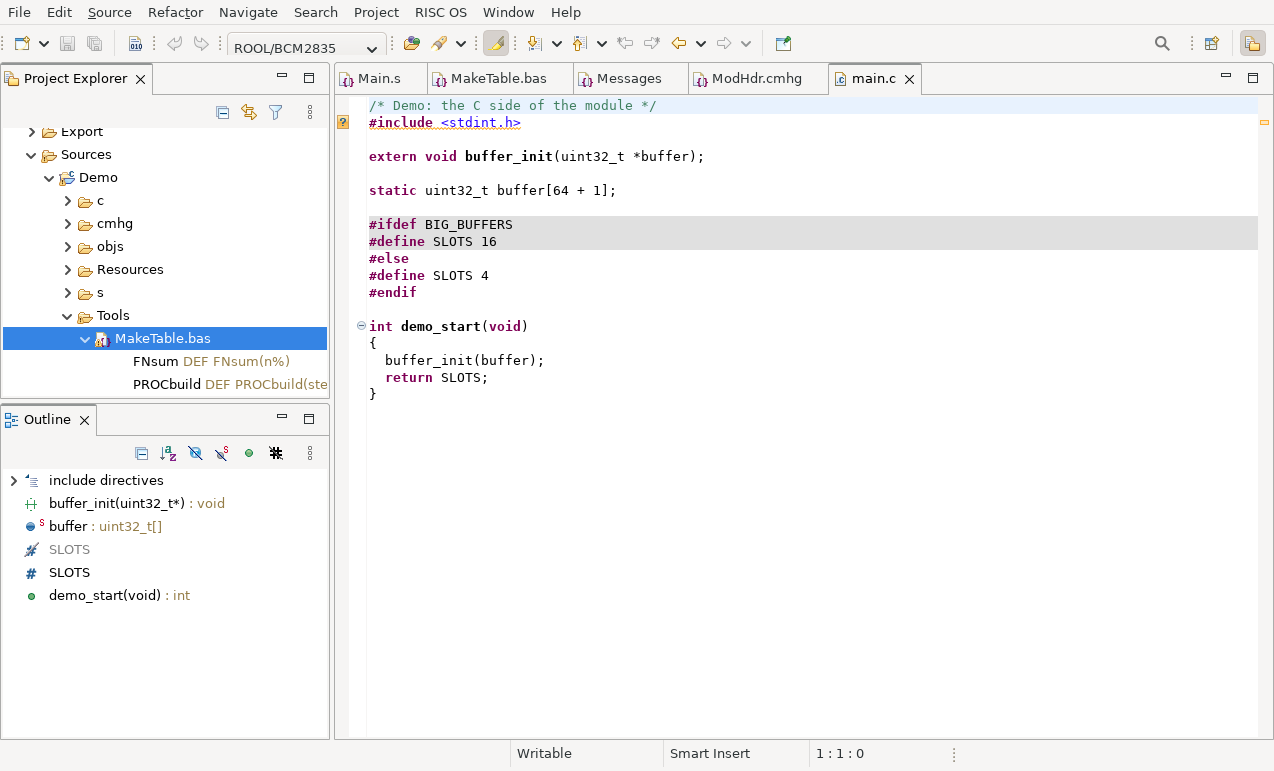 File Edit Source Refactor Navigate Search Project RISC OS Window Help
ROOL/BCM2835
Project Explorer
Export
Sources
Demo
c
cmhg
objs
Resources
s
Tools
MakeTable.bas
FNsum DEF FNsum(n%)
PROCbuild DEF PROCbuild(ste
Outline
include directives
buffer_init(uint32_t*) : void
buffer : uint32_t[]
SLOTS
SLOTS
demo_start(void) : int
Main.s MakeTable.bas Messages ModHdr.cmhg main.c
/* Demo: the C side of the module */
#include <stdint.h>
extern void buffer_init(uint32_t *buffer);
static uint32_t buffer[64 + 1];
#ifdef BIG_BUFFERS
#define SLOTS 16
#else
#define SLOTS 4
#endif
int demo_start(void)
{
buffer_init(buffer);
return SLOTS;
}
Writable Smart Insert 1 : 1 : 0